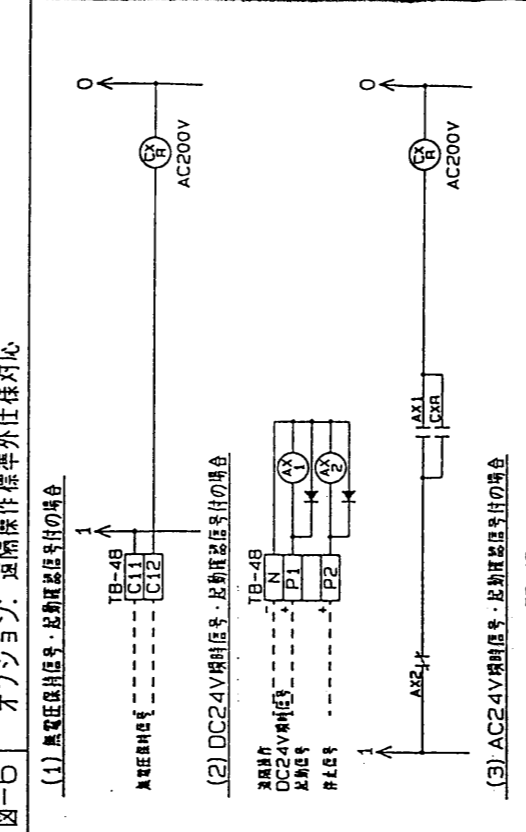 図-6 オプション: 遠隔操作標準外仕様対応
(1) 無電圧保持信号・起動確認信号付の場合
TB-4B
C11
C12
無電圧保持信号
1
0
CX
R
AC200V
(2) DC24V瞬時信号・起動確認信号付の場合
TB-4B
N
P1
P2
-
+
+
遠隔操作
DC24V瞬時信号
起動信号
停止信号
AX
1
AX
2
1
AX2
AX1
CXR
CX
R
AC200V
0
(3) AC24V瞬時信号・起動確認信号付の場合